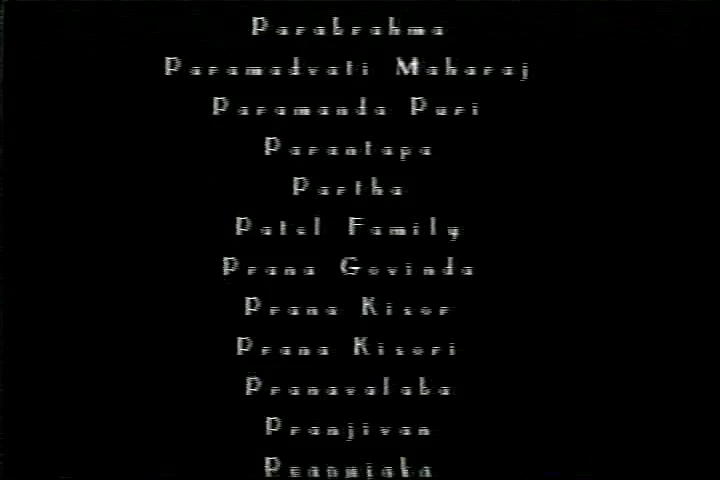 Parabrahma
Paramadvati Maharaj
Paramanda Puri
Parantapa
Partha
Patel Family
Prana Govinda
Prana Kisor
Prana Kisori
Pranavalaba
Pranjivan